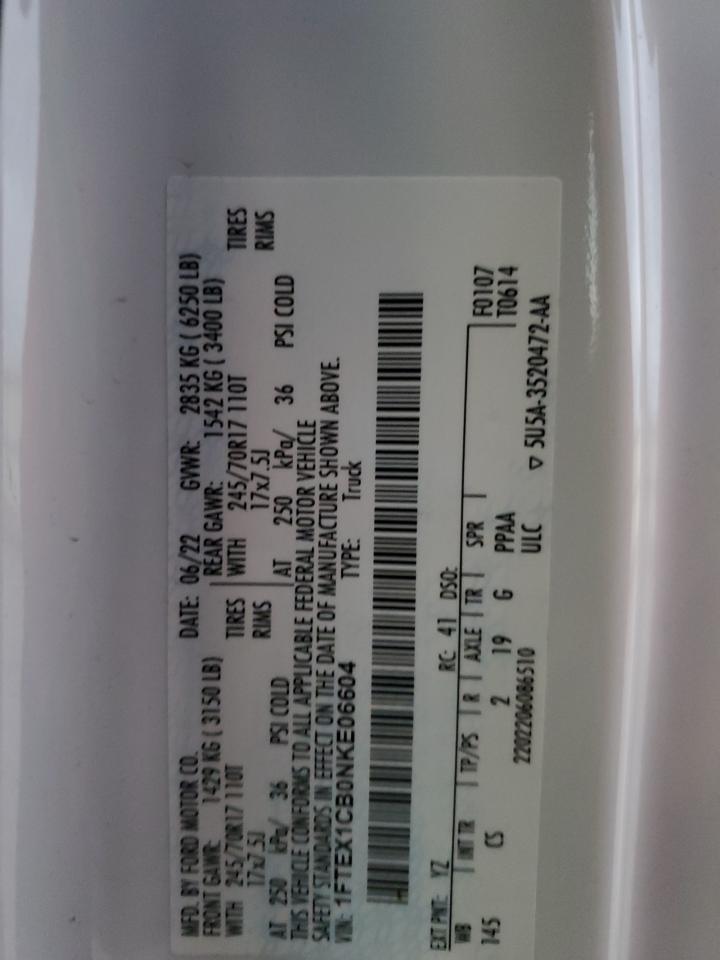 MFD. BY FORD MOTOR CO. DATE: 06/22 GVWR: 2835 KG ( 6250 LB)
FRONT GAWR: 1429 KG ( 3150 LB) REAR GAWR: 1542 KG ( 3400 LB)
WITH 245/70R17 110T TIRES WITH 245/70R17 110T TIRES
17x7.5J RIMS 17x7.5J RIMS
AT 250 kPa/ 36 PSI COLD AT 250 kPa/ 36 PSI COLD
THIS VEHICLE CONFORMS TO ALL APPLICABLE FEDERAL MOTOR VEHICLE
SAFETY STANDARDS IN EFFECT ON THE DATE OF MANUFACTURE SHOWN ABOVE.
VIN: 1FTEX1CB0NKE06604 TYPE: Truck
EXT PNT: YZ RC: 41 DSO:
WB INT TR TP/PS R AXLE TR SPR F0107
145 CS 2 19 G PPAA T0614
2202206086510 ULC
▽ 5U5A-3520472-AA